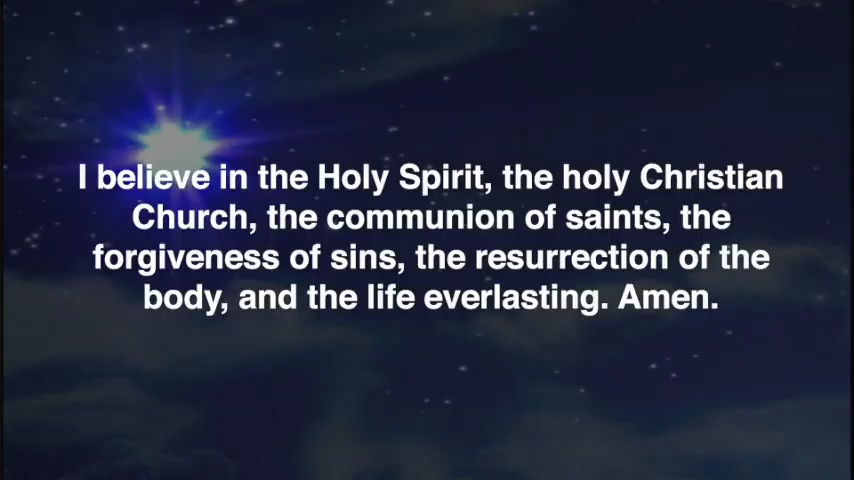 I believe in the Holy Spirit, the holy Christian
Church, the communion of saints, the
forgiveness of sins, the resurrection of the
body, and the life everlasting. Amen.